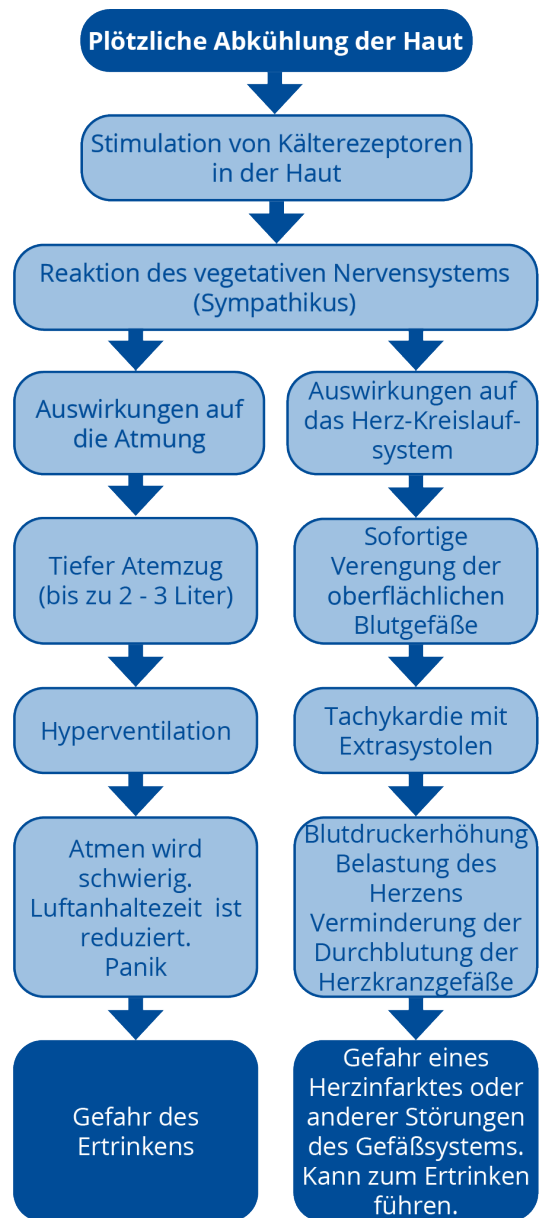 Plötzliche Abkühlung der Haut
Stimulation von Kälterezeptoren
in der Haut
Reaktion des vegetativen Nervensystems
(Sympathikus)
Auswirkungen auf
die Atmung
Auswirkungen auf
das Herz-Kreislauf-
system
Tiefer Atemzug
(bis zu 2 - 3 Liter)
Sofortige
Verengung der
oberflächlichen
Blutgefäße
Hyperventilation
Tachykardie mit
Extrasystolen
Atmen wird
schwierig.
Luftanhaltezeit  ist
reduziert.
Panik
Blutdruckerhöhung
Belastung des
Herzens
Verminderung der
Durchblutung der
Herzkranzgefäße
Gefahr des
Ertrinkens
Gefahr eines
Herzinfarktes oder
anderer Störungen
des Gefäßsystems.
Kann zum Ertrinken
führen.